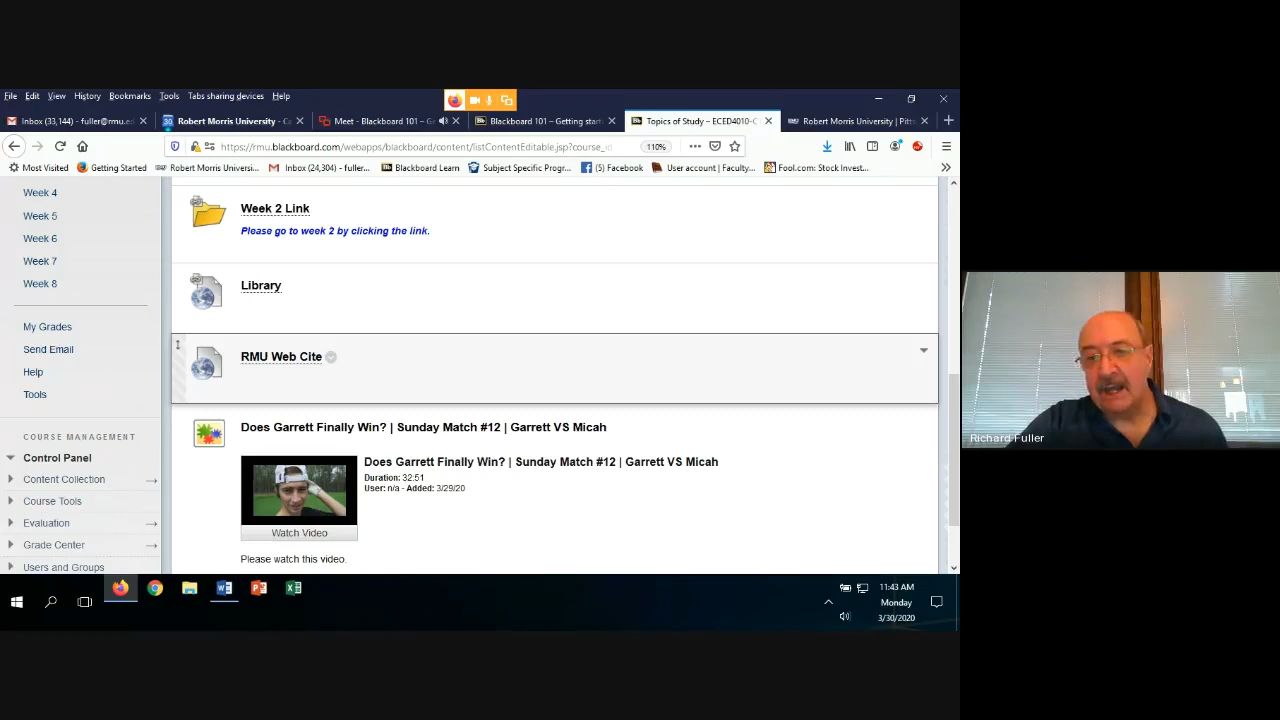 File Edit View History Bookmarks Tools Tabs sharing devices Help
Inbox (33,144) - fuller@rmu.ed
Robert Morris University - Ca
Meet - Blackboard 101 – Ge
Blackboard 101 – Getting start
Topics of Study – ECED4010-C
Robert Morris University | Pitts
https://rmu.blackboard.com/webapps/blackboard/content/listContentEditable.jsp?course_id
110%
Most Visited
Getting Started
Robert Morris Universi...
Inbox (24,304) - fuller...
Blackboard Learn
Subject Specific Progr...
(5) Facebook
User account | Faculty...
Fool.com: Stock Invest...
Week 4
Week 5
Week 6
Week 7
Week 8
My Grades
Send Email
Help
Tools
COURSE MANAGEMENT
Control Panel
Content Collection
Course Tools
Evaluation
Grade Center
Users and Groups
Week 2 Link
Please go to week 2 by clicking the link.
Library
RMU Web Cite
Does Garrett Finally Win? | Sunday Match #12 | Garrett VS Micah
Does Garrett Finally Win? | Sunday Match #12 | Garrett VS Micah
Duration: 32:51
User: n/a - Added: 3/29/20
Watch Video
Please watch this video.
11:43 AM
Monday
3/30/2020
Richard Fuller